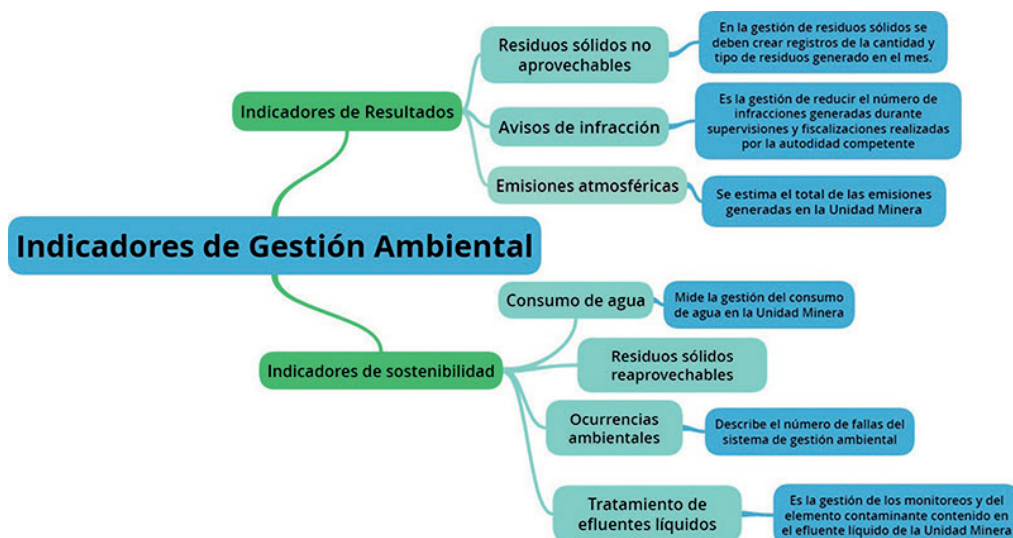 Indicadores de Gestión Ambiental
Indicadores de Resultados
Residuos sólidos no
aprovechables
En la gestión de residuos sólidos se
deben crear registros de la cantidad y
tipo de residuos generado en el mes.
Avisos de infracción
Es la gestión de reducir el número de
infracciones generadas durante
supervisiones y fiscalizaciones realizadas
por la autodidad competente
Emisiones atmosféricas
Se estima el total de las emisiones
generadas en la Unidad Minera
Indicadores de sostenibilidad
Consumo de agua
Mide la gestión del consumo
de agua en la Unidad Minera
Residuos sólidos
reaprovechables
Ocurrencias
ambientales
Describe el número de fallas del
sistema de gestión ambiental
Tratamiento de
efluentes líquidos
Es la gestión de los monitoreos y del
elemento contaminante contenido en
el efluente líquido de la Unidad Minera